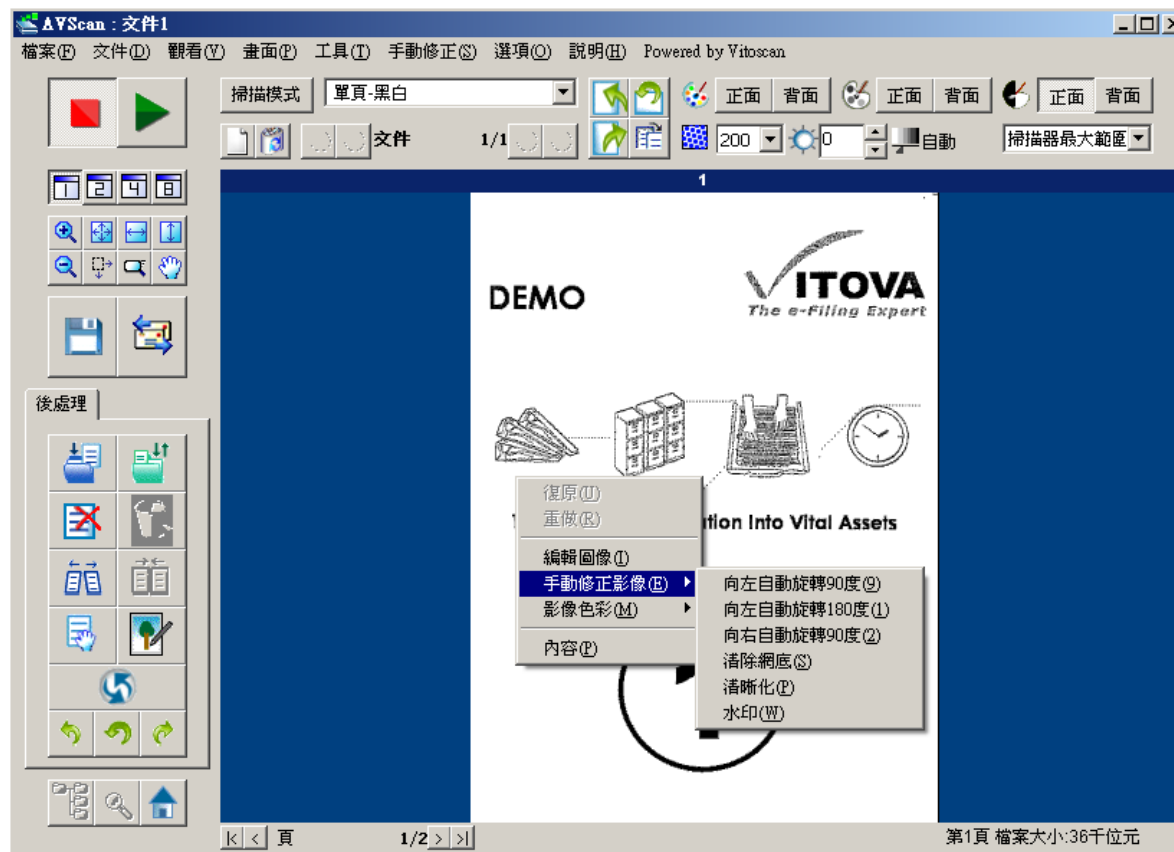 AVScan : 文件1
檔案(F) 文件(D) 觀看(V) 畫面(P) 工具(T) 手動修正(S) 選項(O) 說明(H) Powered by Vitoscan
掃描模式 單頁-黑白 正面 背面 正面 背面 正面 背面
文件 1/1 200 0 自動 掃描器最大範圍
1 2 4 8
1
DEMO
VITOVA
The e-Filing Expert
後處理
復原(U)
重做(R)
tion Into Vital Assets
編輯圖像(I)
手動修正影像(E)
影像色彩(M)
內容(P)
向左自動旋轉90度(9)
向左自動旋轉180度(1)
向右自動旋轉90度(2)
清除網底(S)
清晰化(P)
水印(W)
頁 1/2 第1頁 檔案大小:36千位元